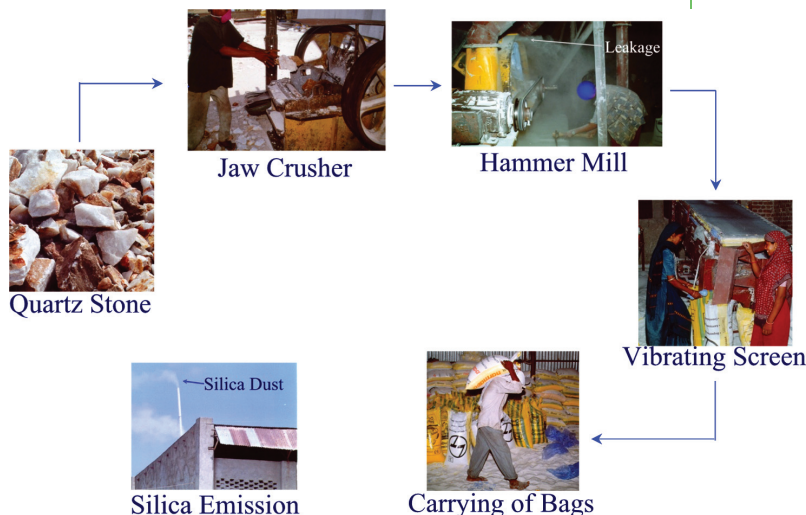 Leakage
Jaw Crusher
Hammer Mill
Quartz Stone
Vibrating Screen
Silica Dust
Silica Emission
Carrying of Bags